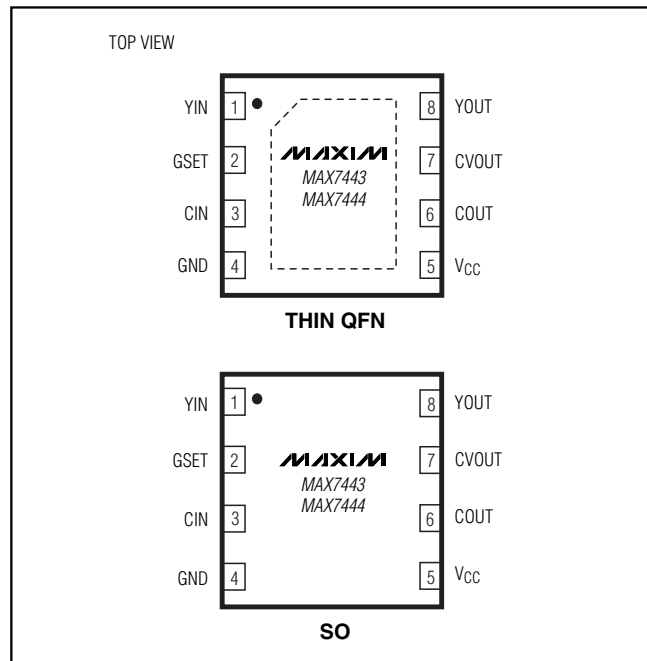 TOP VIEW
YIN 1 8 YOUT
GSET 2 MAXIM 7 CVOUT
MAX7443
MAX7444
CIN 3 6 COUT
GND 4 5 VCC
THIN QFN
YIN 1 8 YOUT
GSET 2 MAXIM 7 CVOUT
MAX7443
MAX7444
CIN 3 6 COUT
GND 4 5 VCC
SO